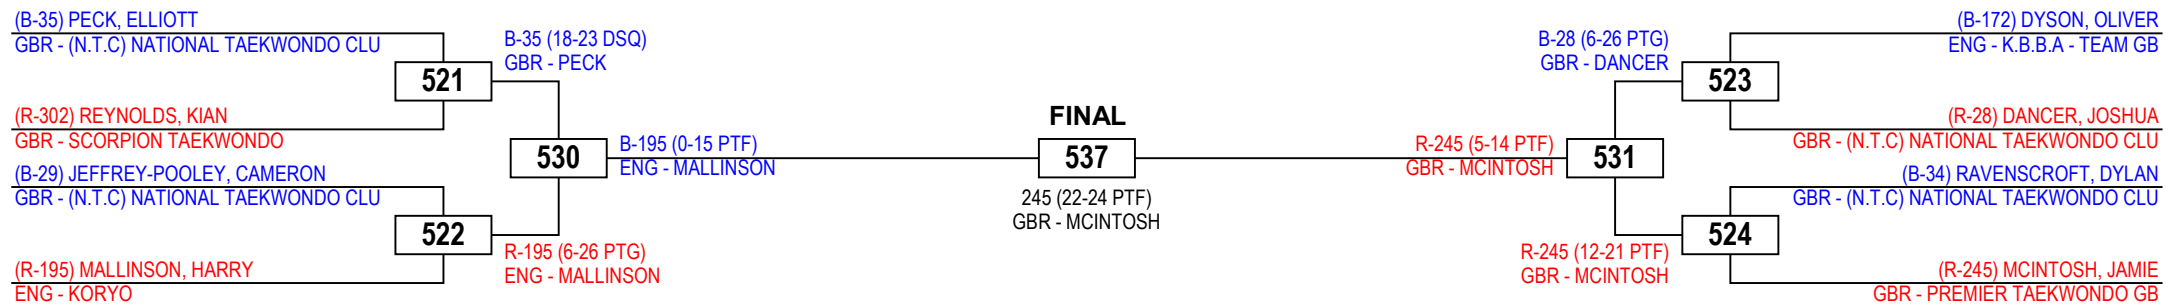 (B-35) PECK, ELLIOTT
GBR - (N.T.C) NATIONAL TAEKWONDO CLU
521
(R-302) REYNOLDS, KIAN
GBR - SCORPION TAEKWONDO
B-35 (18-23 DSQ)
GBR - PECK
(B-29) JEFFREY-POOLEY, CAMERON
GBR - (N.T.C) NATIONAL TAEKWONDO CLU
522
(R-195) MALLINSON, HARRY
ENG - KORYO
R-195 (6-26 PTG)
ENG - MALLINSON
530
B-195 (0-15 PTF)
ENG - MALLINSON
FINAL
537
245 (22-24 PTF)
GBR - MCINTOSH
R-245 (5-14 PTF)
GBR - MCINTOSH
531
B-28 (6-26 PTG)
GBR - DANCER
(B-172) DYSON, OLIVER
ENG - K.B.B.A - TEAM GB
523
(R-28) DANCER, JOSHUA
GBR - (N.T.C) NATIONAL TAEKWONDO CLU
R-245 (12-21 PTF)
GBR - MCINTOSH
(B-34) RAVENSCROFT, DYLAN
GBR - (N.T.C) NATIONAL TAEKWONDO CLU
524
(R-245) MCINTOSH, JAMIE
GBR - PREMIER TAEKWONDO GB